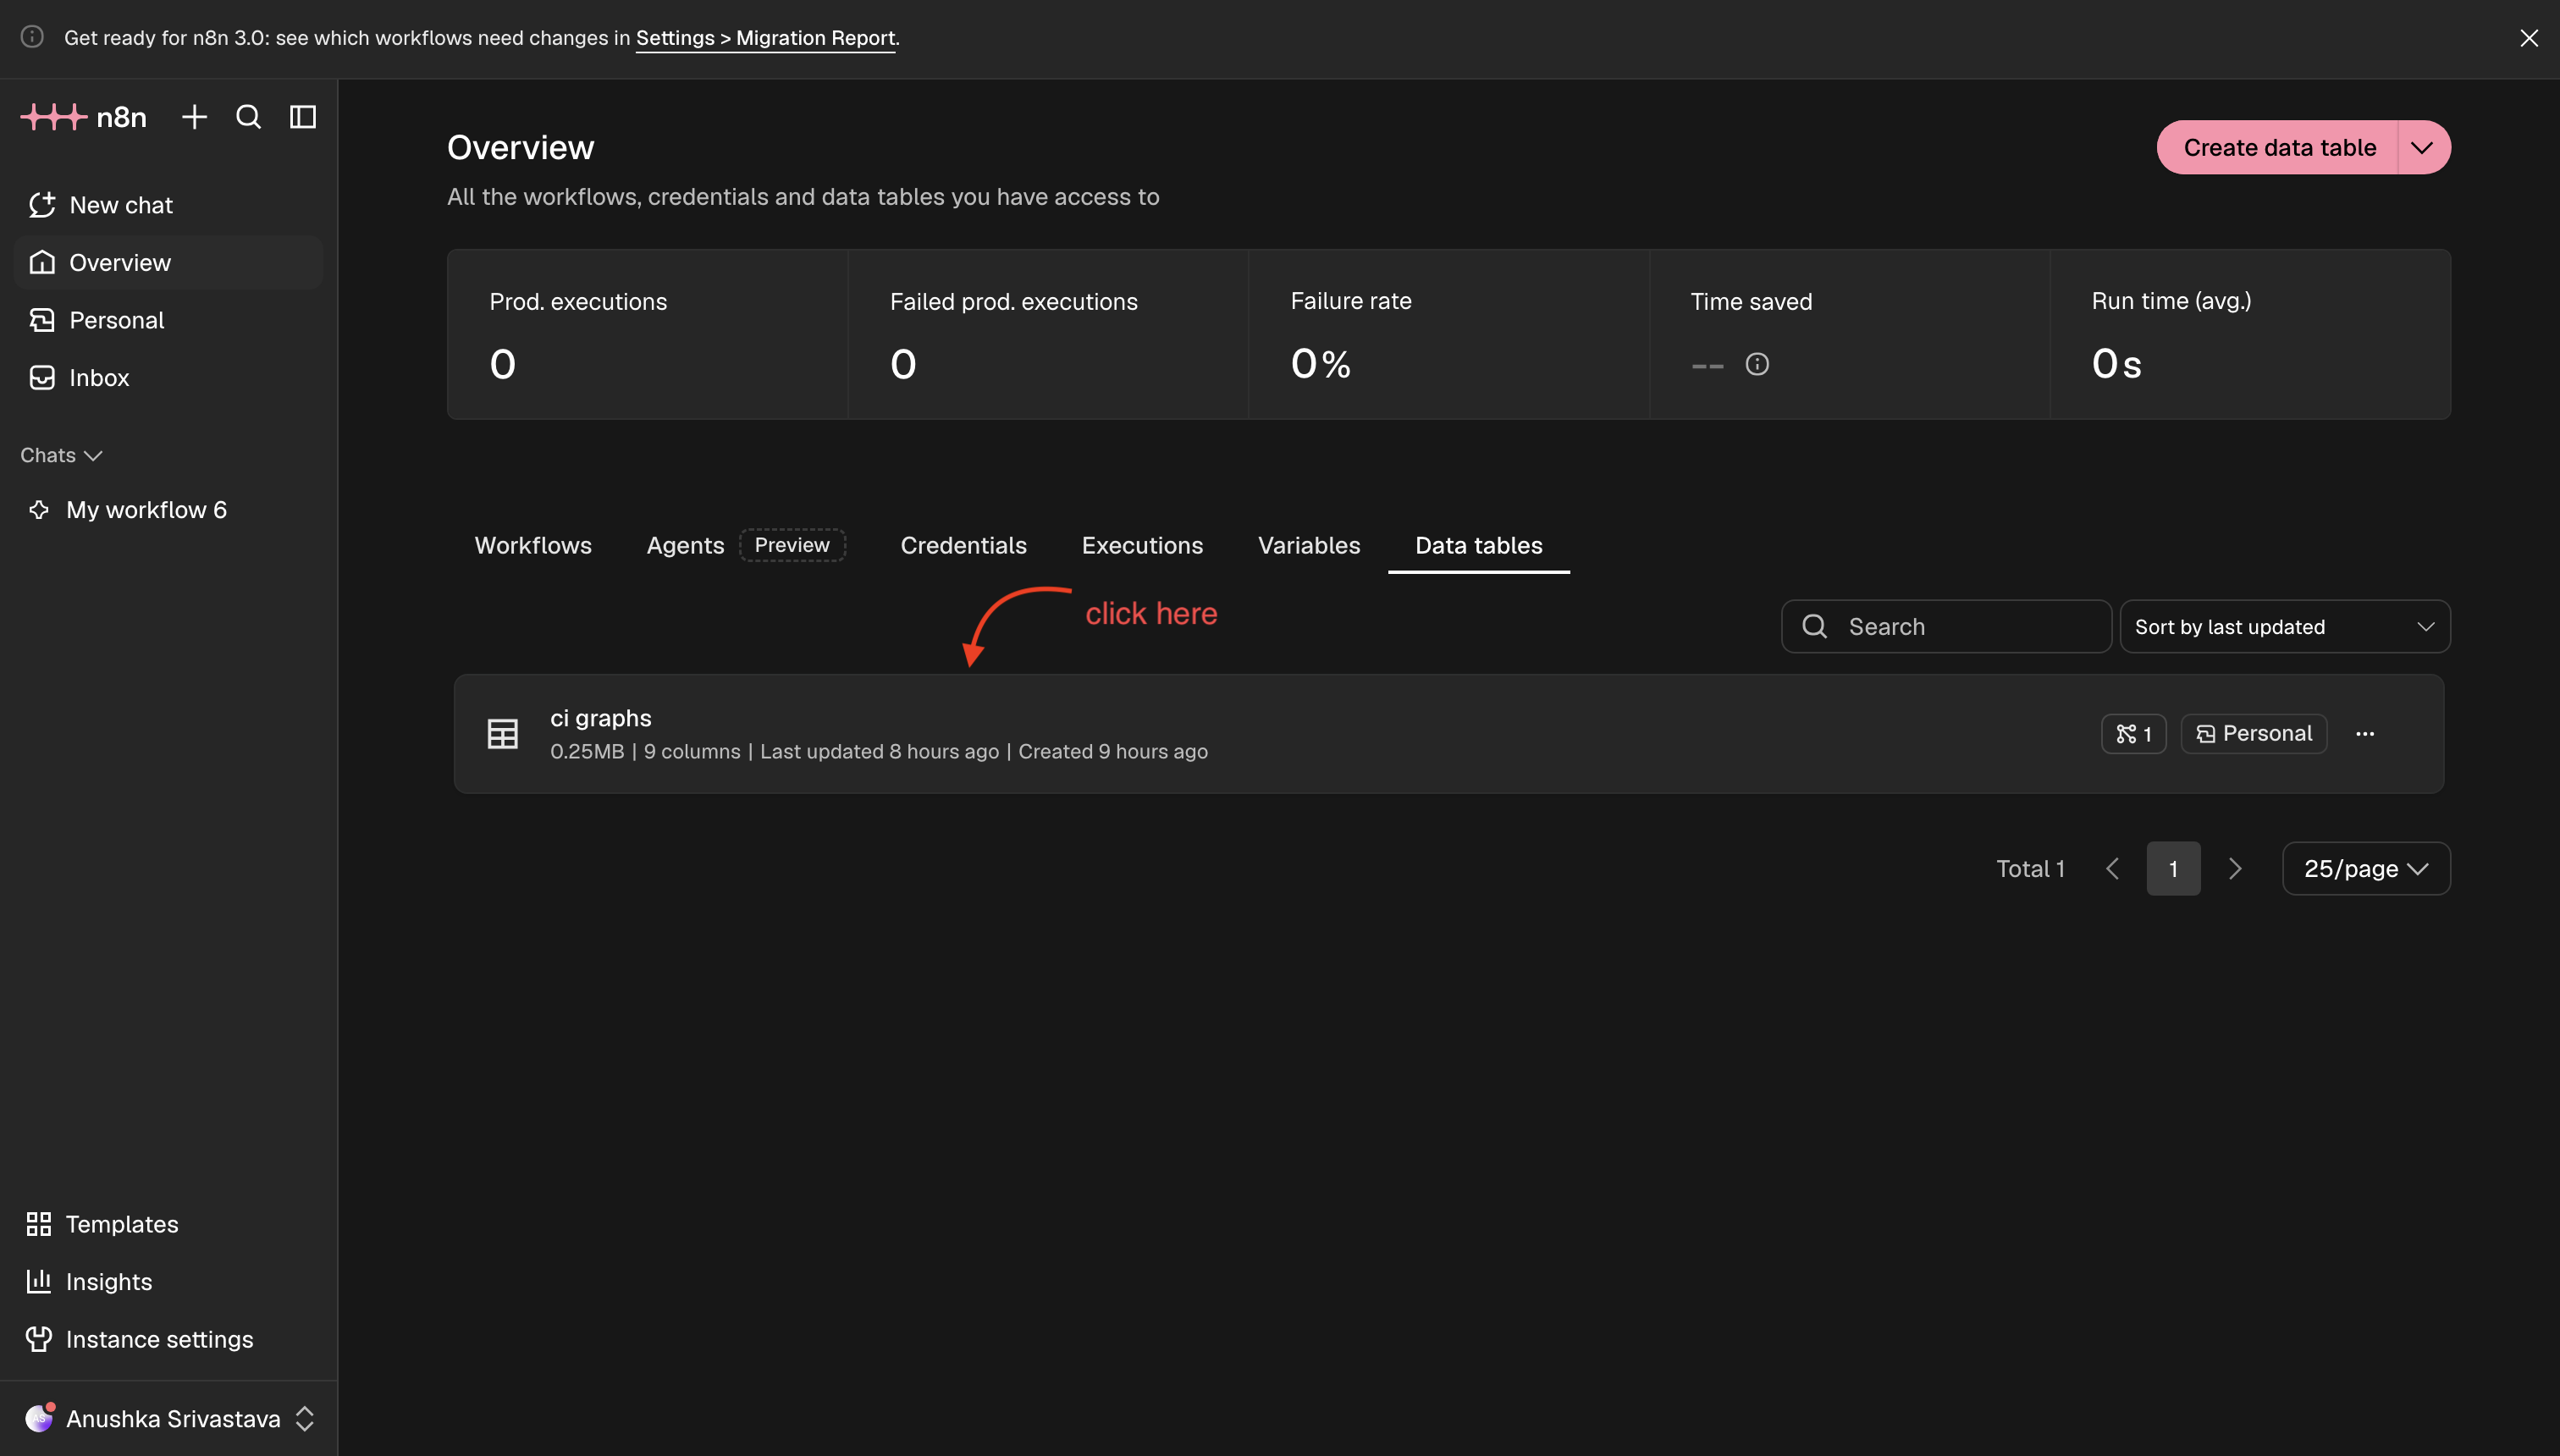 Get ready for n8n 3.0: see which workflows need changes in Settings > Migration Report.
n8n
New chat
Overview
Personal
Inbox
Chats
My workflow 6
Templates
Insights
Instance settings
AS
Anushka Srivastava
Overview
All the workflows, credentials and data tables you have access to
Create data table
Prod. executions
0
Failed prod. executions
0
Failure rate
0%
Time saved
--
Run time (avg.)
0s
Workflows
Agents
Preview
Credentials
Executions
Variables
Data tables
click here
Search
Sort by last updated
ci graphs
0.25MB | 9 columns | Last updated 8 hours ago | Created 9 hours ago
1
Personal
Total 1
1
25/page